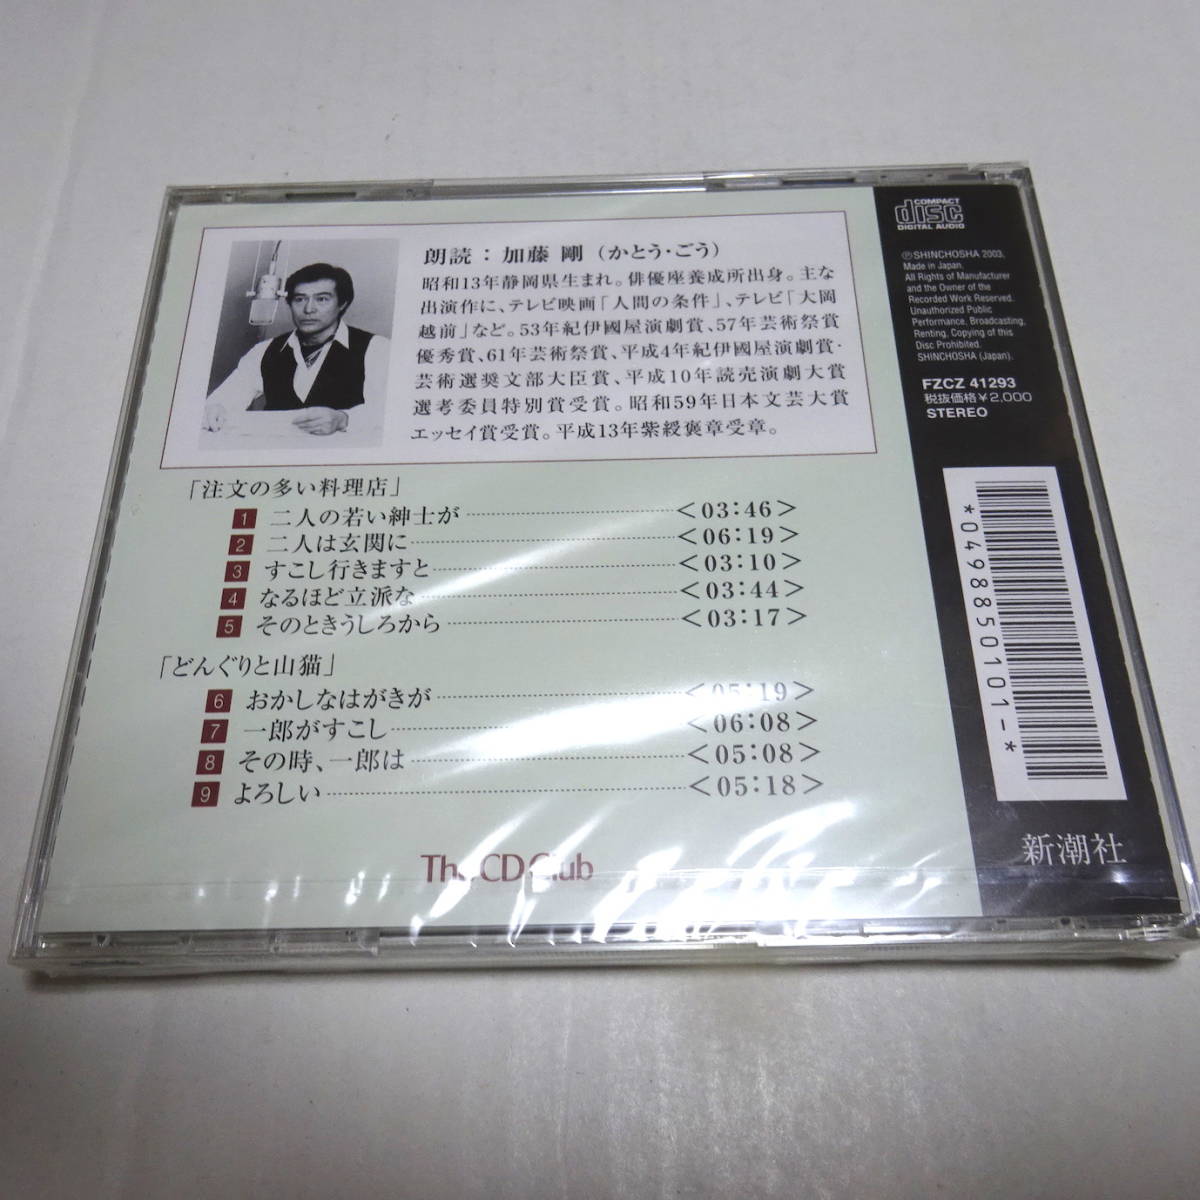 朗読：加藤 剛（かとう・ごう）
昭和13年静岡県生まれ。俳優座養成所出身。主な
出演作に、テレビ映画「人間の条件」、テレビ「大岡
越前」など。53年紀伊國屋演劇賞、57年芸術祭賞
優秀賞、61年芸術祭賞、平成4年紀伊國屋演劇賞・
芸術選奨文部大臣賞、平成10年読売演劇大賞
選考委員特別賞受賞。昭和59年日本文芸大賞
エッセイ賞受賞。平成13年紫綬褒章受章。
「注文の多い料理店」
1 二人の若い紳士が <03:46>
2 二人は玄関に <06:19>
3 すこし行きますと <03:10>
4 なるほど立派な <03:44>
5 そのときうしろから <03:17>
「どんぐりと山猫」
6 おかしなはがきが <05:19>
7 一郎がすこし <06:08>
8 その時、一郎は <05:08>
9 よろしい <05:18>
The CD Club
COMPACT
disc
DIGITAL AUDIO
Ⓟ SHINCHOSHA 2003.
Made in Japan.
All Rights of Manufacturer
and the Owner of the
Recorded Work Reserved.
Unauthorized Public
Performance, Broadcasting,
Renting, Copying of this
Disc Prohibited.
SHINCHOSHA (Japan).
FZCZ 41293
税抜価格¥2,000
STEREO
*0498850101-*
新潮社